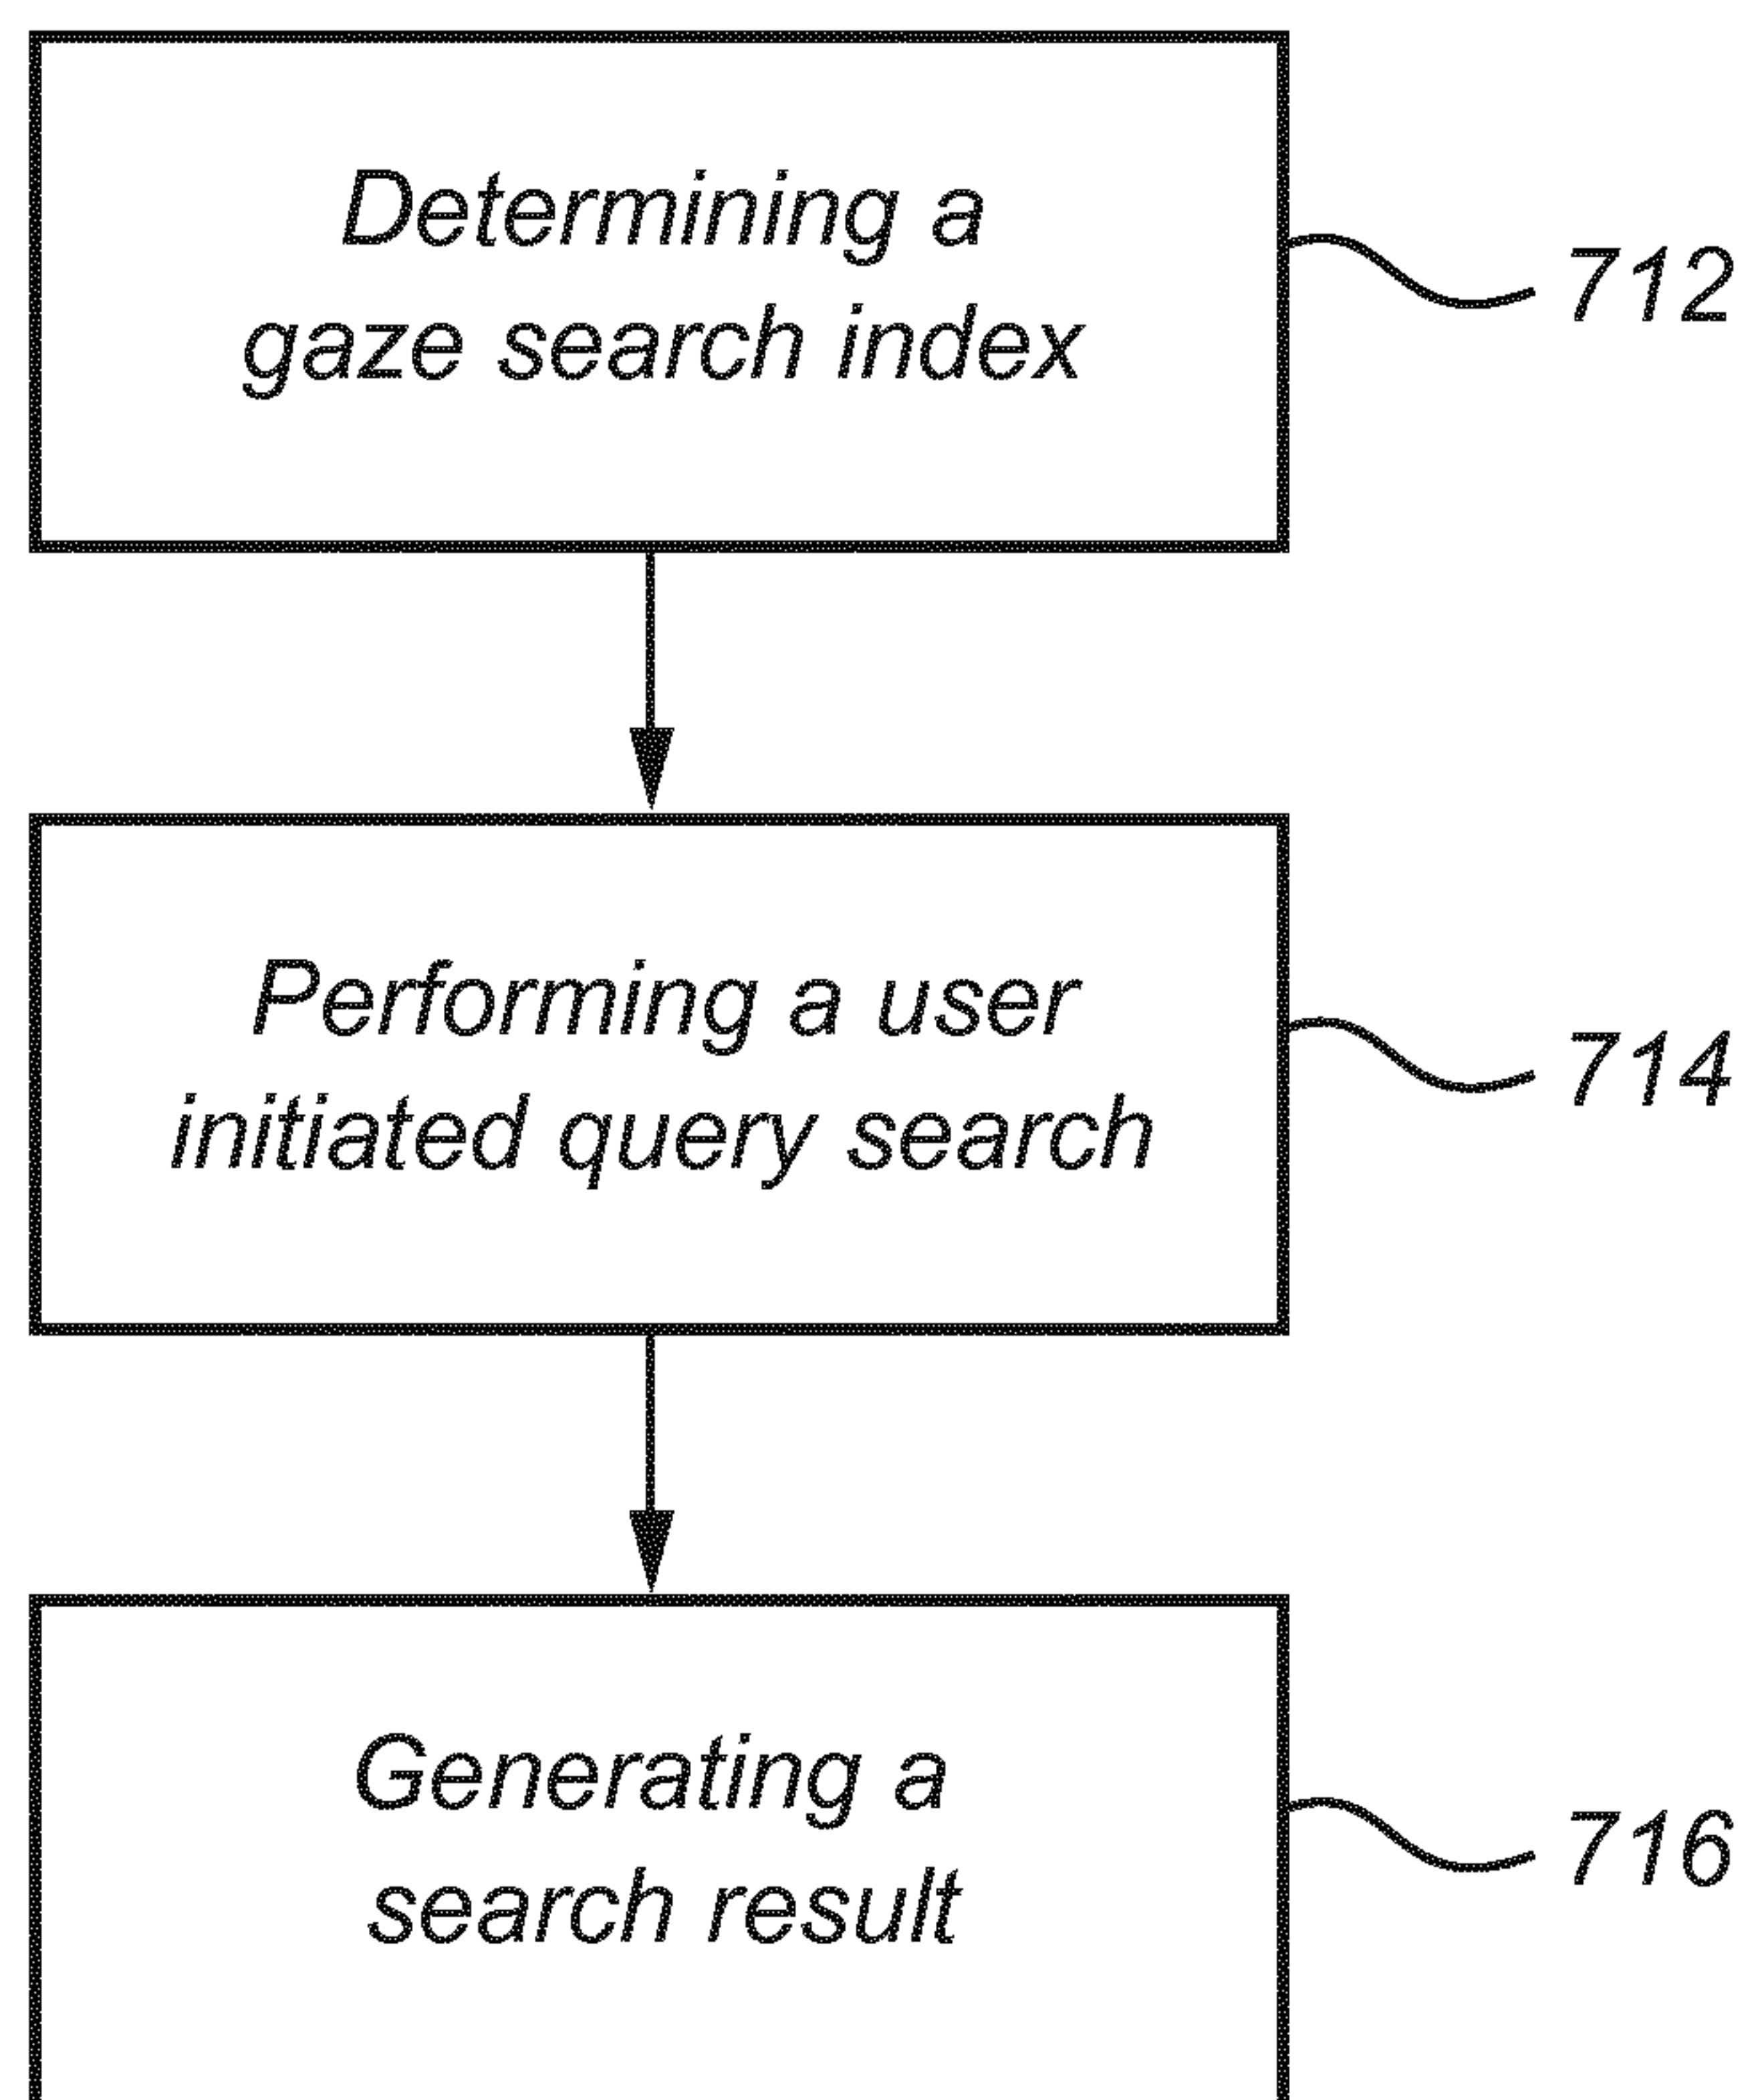 Determining a
gaze search index
712
Performing a user
initiated query search
714
Generating a
search result
716